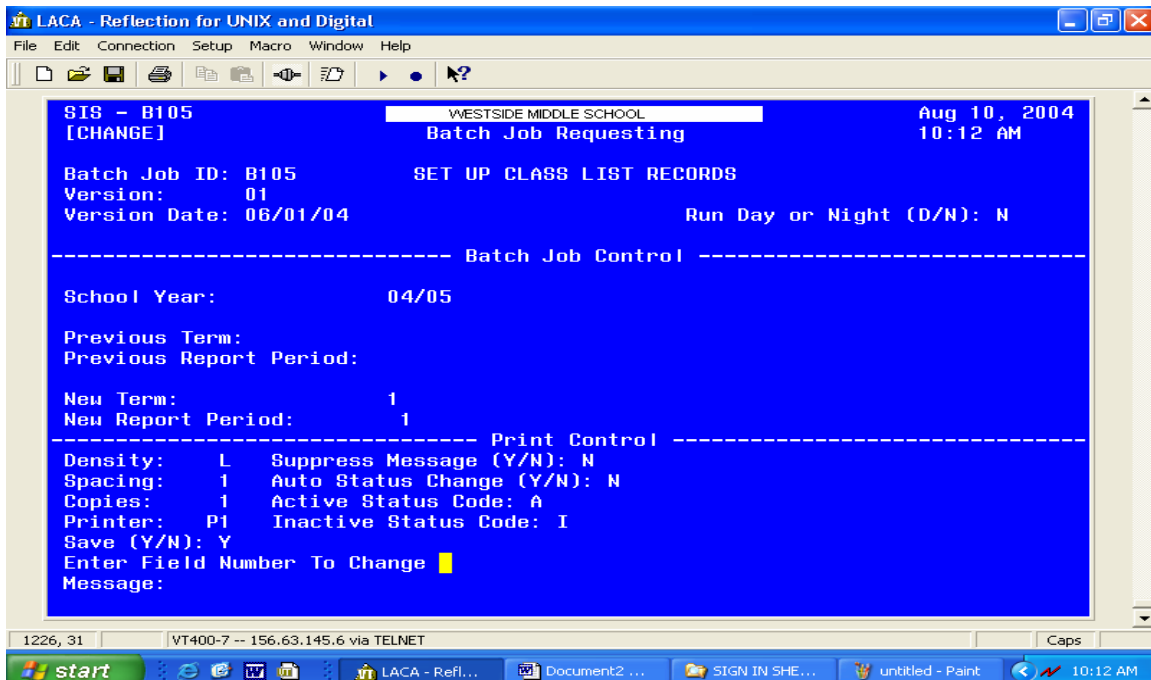 LACA - Reflection for UNIX and Digital
File Edit Connection Setup Macro Window Help
SIS - B105 WESTSIDE MIDDLE SCHOOL Aug 10, 2004
[CHANGE] Batch Job Requesting 10:12 AM
Batch Job ID: B105 SET UP CLASS LIST RECORDS
Version: 01
Version Date: 06/01/04 Run Day or Night (D/N): N
------------------------------- Batch Job Control ------------------------------
School Year: 04/05
Previous Term:
Previous Report Period:
New Term: 1
New Report Period: 1
--------------------------------- Print Control --------------------------------
Density: L Suppress Message (Y/N): N
Spacing: 1 Auto Status Change (Y/N): N
Copies: 1 Active Status Code: A
Printer: P1 Inactive Status Code: I
Save (Y/N): Y
Enter Field Number To Change
Message:
1226, 31 VT400-7 -- 156.63.145.6 via TELNET Caps
start LACA - Refl... Document2 ... SIGN IN SHE... untitled - Paint 10:12 AM